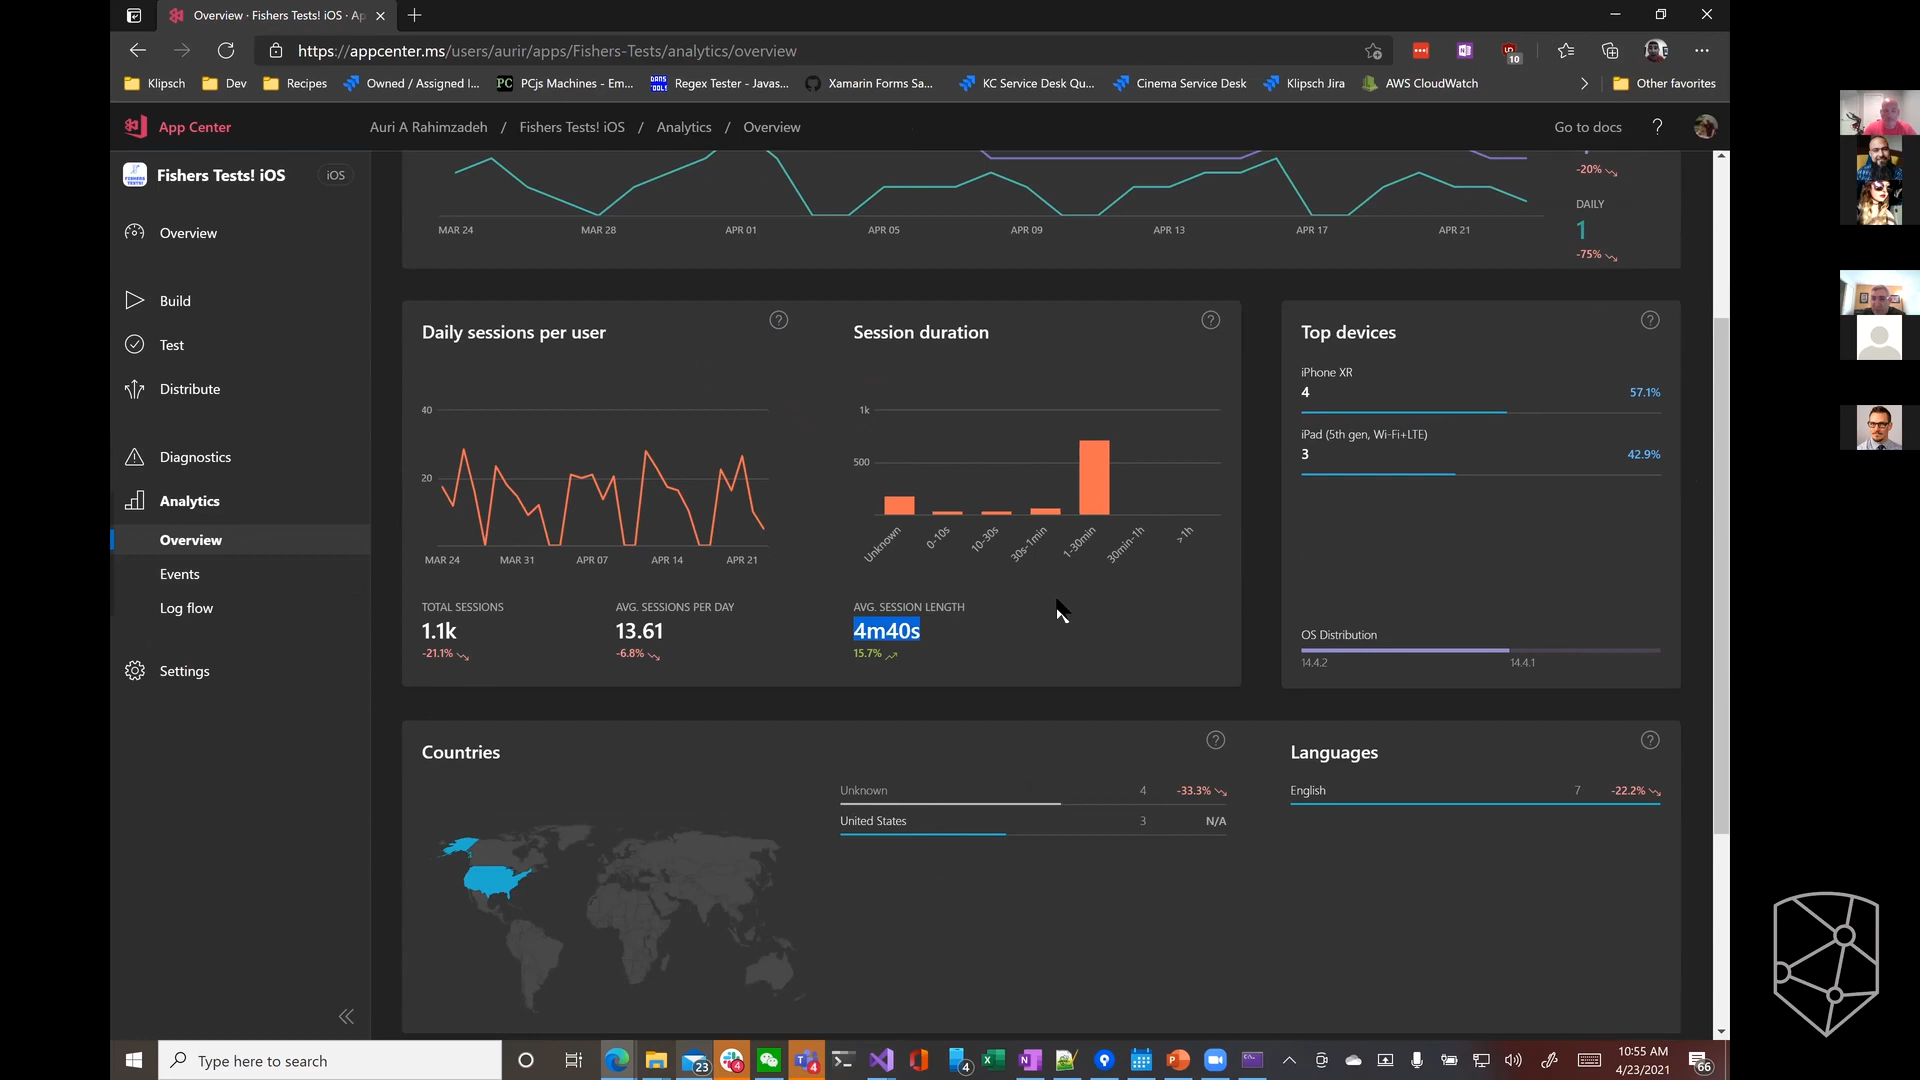 Overview · Fishers Tests! iOS · Ap
https://appcenter.ms/users/aurir/apps/Fishers-Tests/analytics/overview
10
Klipsch
Dev
Recipes
Owned / Assigned I...
PC PCjs Machines - Em...
Regex Tester - Javas...
Xamarin Forms Sa...
KC Service Desk Qu...
Cinema Service Desk
Klipsch Jira
AWS CloudWatch
Other favorites
App Center
Auri A Rahimzadeh / Fishers Tests! iOS / Analytics / Overview
Go to docs
?
Fishers Tests! iOS
iOS
Overview
Build
Test
Distribute
Diagnostics
Analytics
Overview
Events
Log flow
Settings
-20%
DAILY
1
-75%
MAR 24 MAR 28 APR 01 APR 05 APR 09 APR 13 APR 17 APR 21
Daily sessions per user
?
40
20
MAR 24 MAR 31 APR 07 APR 14 APR 21
TOTAL SESSIONS
1.1k
-21.1%
AVG. SESSIONS PER DAY
13.61
-6.8%
Session duration
?
1k
500
Unknown 0-10s 10-30s 30s-1min 1-30min 30min-1h >1h
AVG. SESSION LENGTH
4m40s
15.7%
Top devices
?
iPhone XR
4 57.1%
iPad (5th gen, Wi-Fi+LTE)
3 42.9%
OS Distribution
14.4.2 14.4.1
Countries
?
Unknown 4 -33.3%
United States 3 N/A
Languages
?
English 7 -22.2%
Type here to search
23
4
4
4
10:55 AM
4/23/2021
66